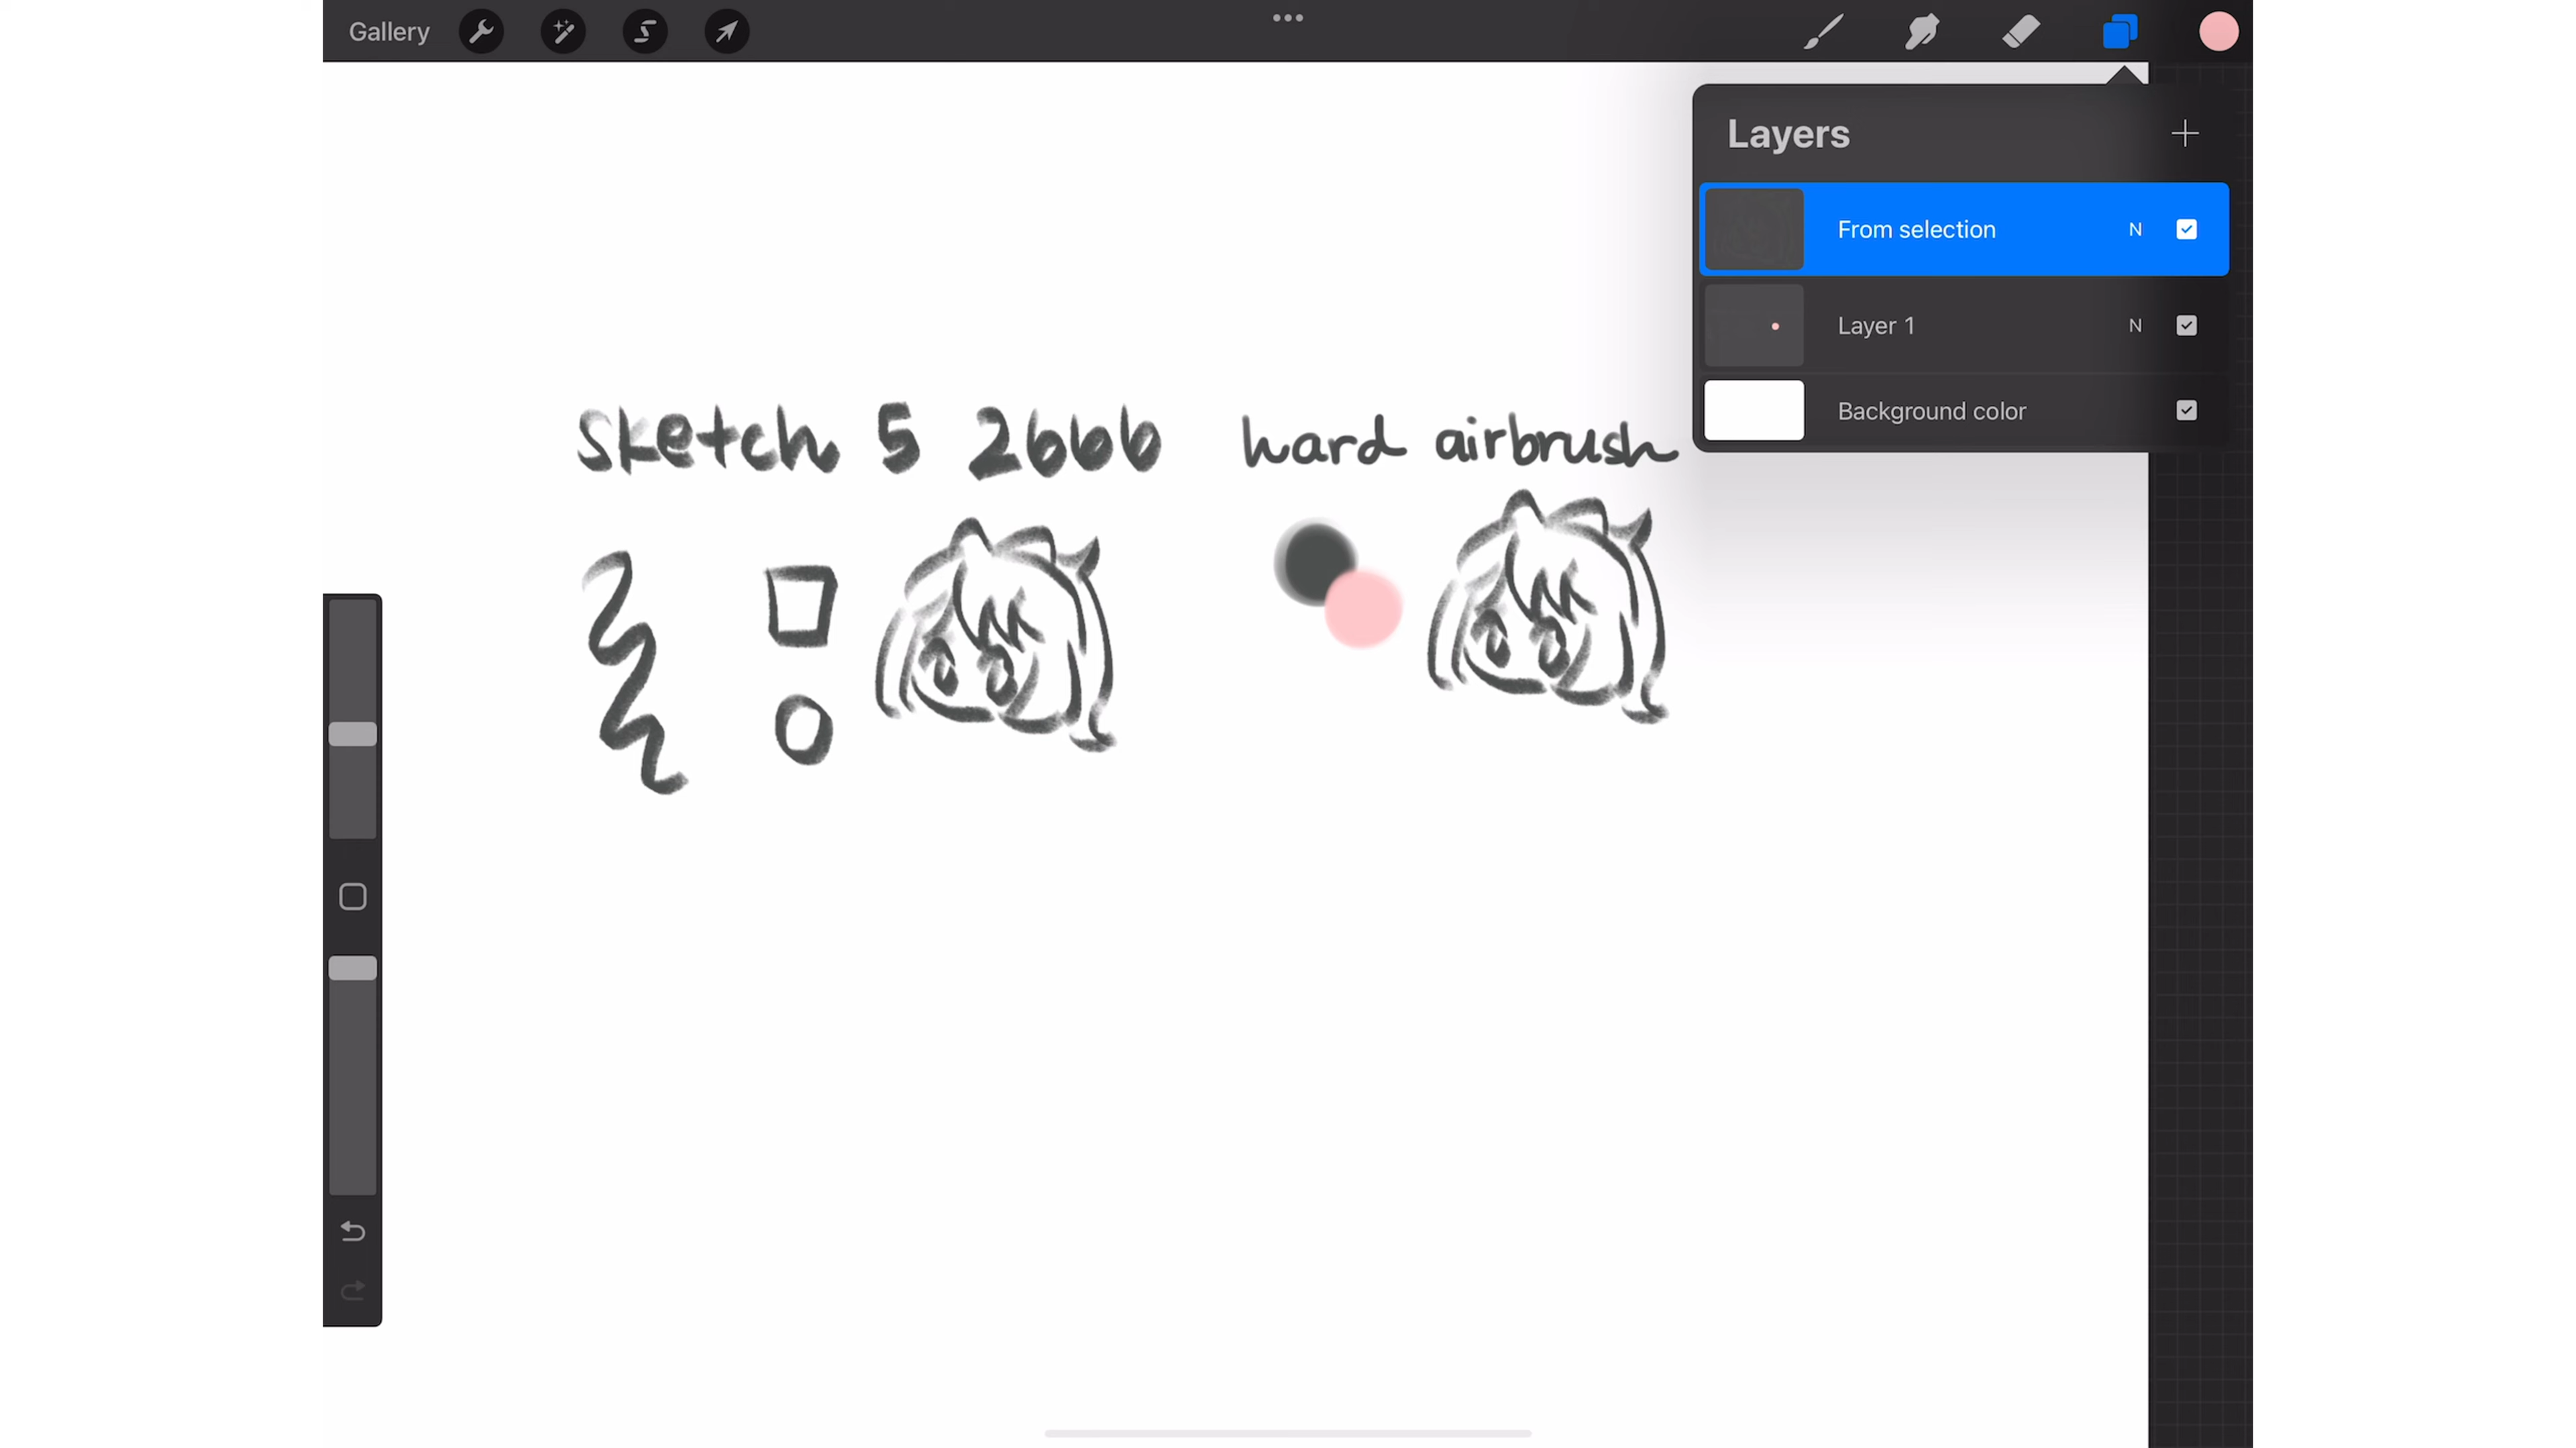 Gallery
Layers
From selection N
Layer 1 N
Background color
sketch 5 2666 hard airbrush